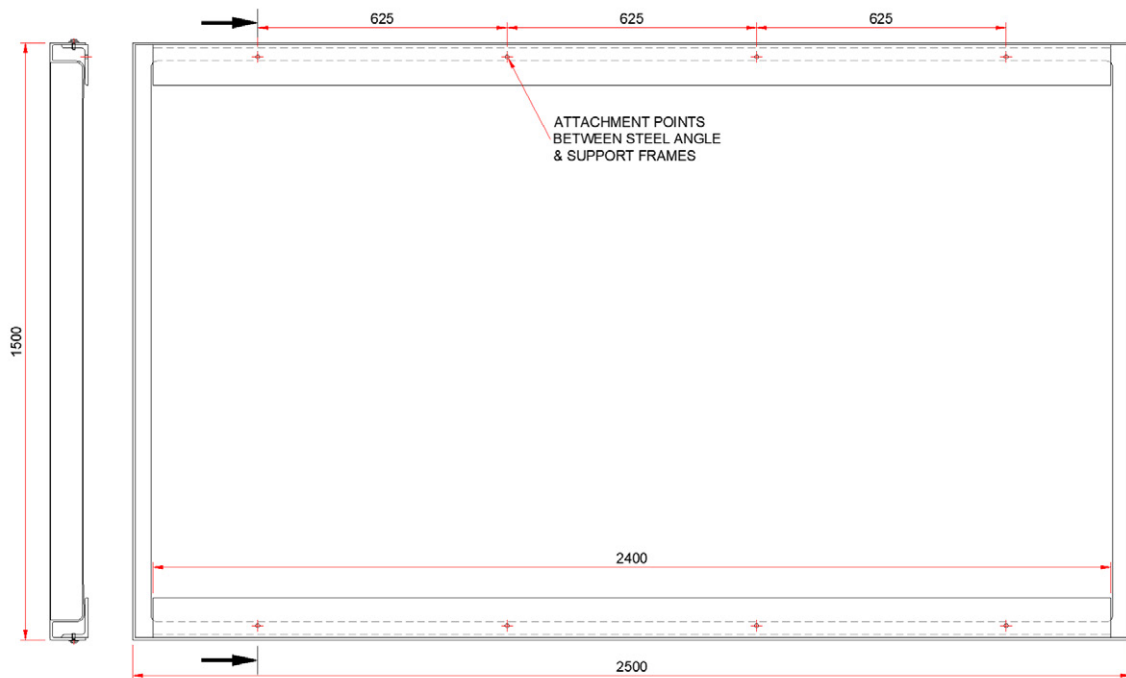 625
625
625
ATTACHMENT POINTS
BETWEEN STEEL ANGLE
& SUPPORT FRAMES
1500
2400
2500